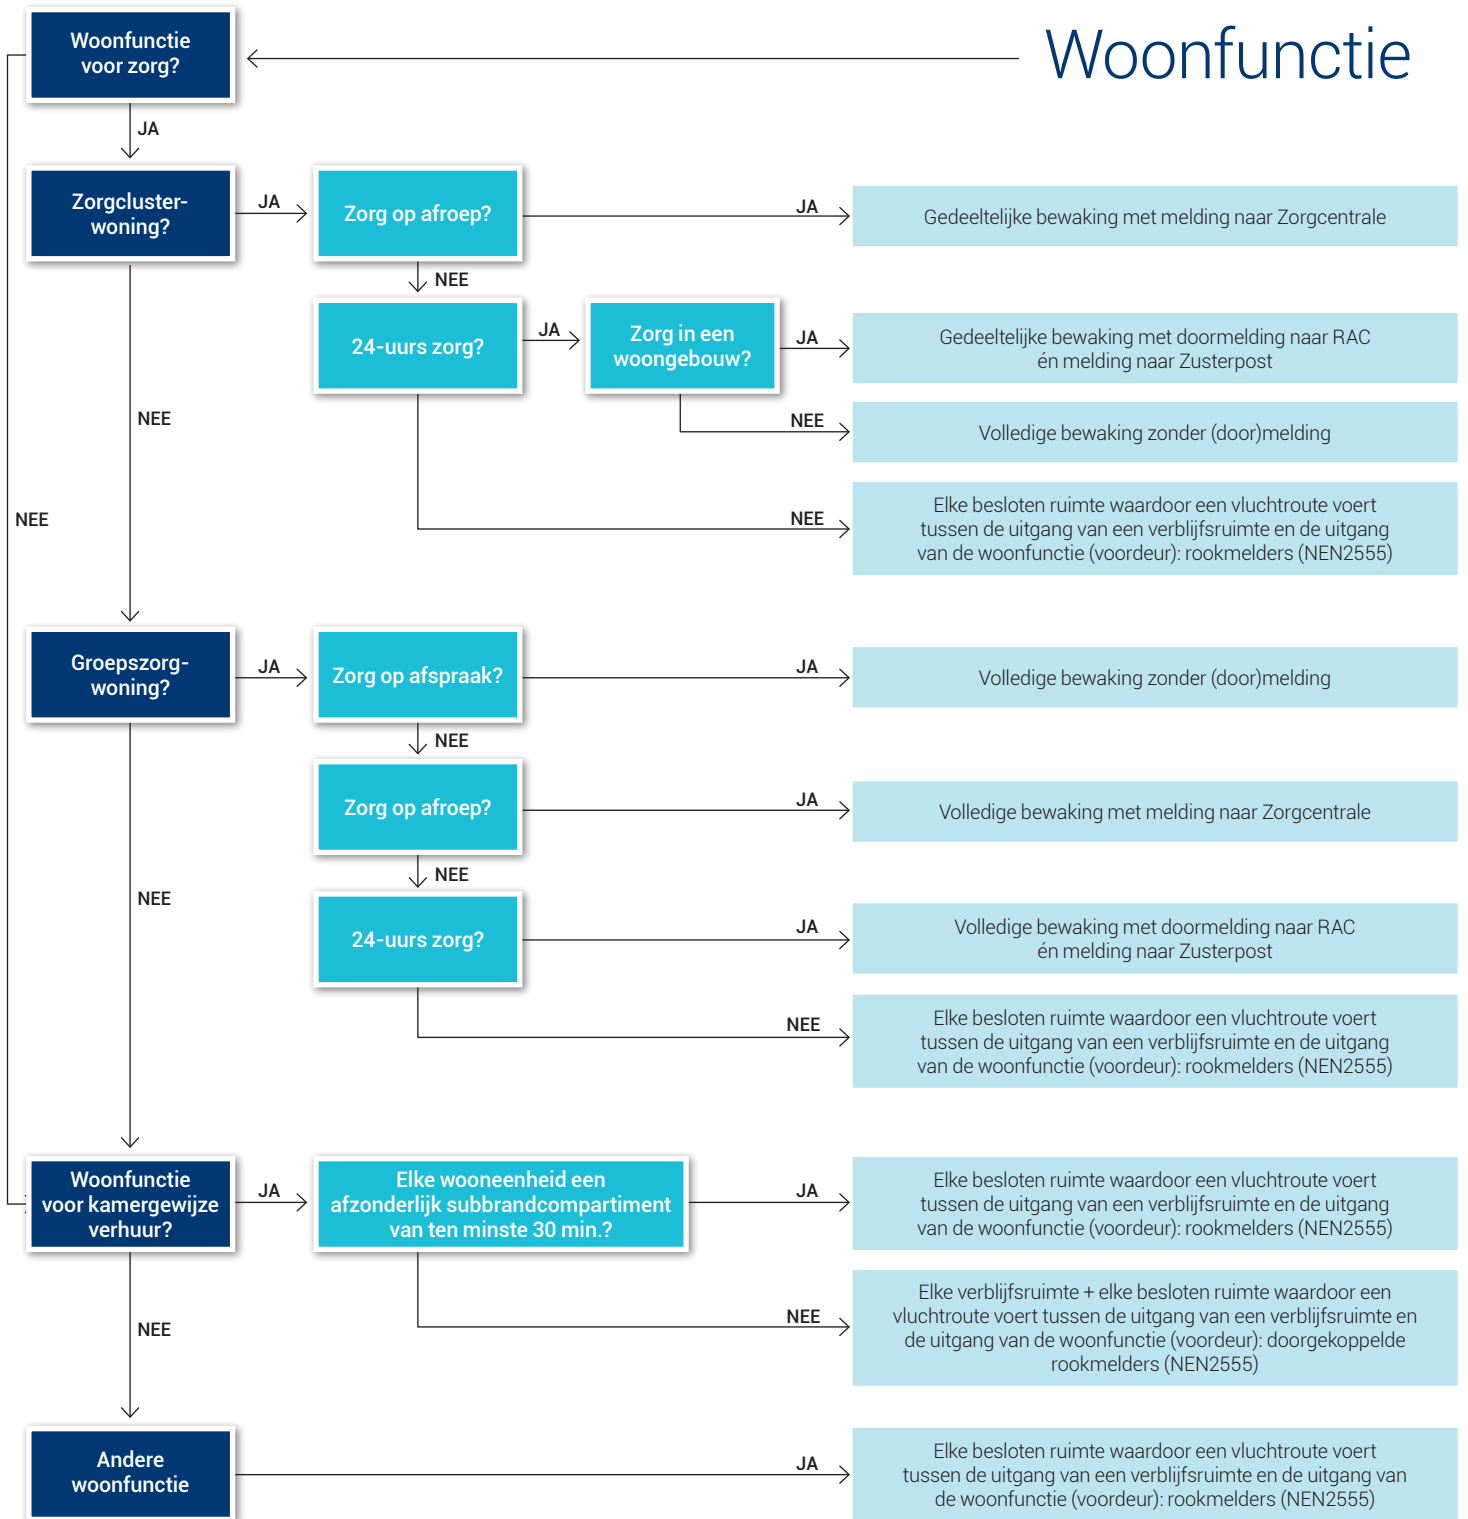 Woonfunctie
Woonfunctie
voor zorg?
JA
Zorgcluster-
woning?
JA
Zorg op afroep?
JA
Gedeeltelijke bewaking met melding naar Zorgcentrale
NEE
24-uurs zorg?
JA
Zorg in een
woongebouw?
JA
Gedeeltelijke bewaking met doormelding naar RAC
én melding naar Zusterpost
NEE
Volledige bewaking zonder (door)melding
NEE
Elke besloten ruimte waardoor een vluchtroute voert
tussen de uitgang van een verblijfsruimte en de uitgang
van de woonfunctie (voordeur): rookmelders (NEN2555)
NEE
NEE
Groepszorg-
woning?
JA
Zorg op afspraak?
JA
Volledige bewaking zonder (door)melding
NEE
Zorg op afroep?
JA
Volledige bewaking met melding naar Zorgcentrale
NEE
24-uurs zorg?
JA
Volledige bewaking met doormelding naar RAC
én melding naar Zusterpost
NEE
Elke besloten ruimte waardoor een vluchtroute voert
tussen de uitgang van een verblijfsruimte en de uitgang
van de woonfunctie (voordeur): rookmelders (NEN2555)
NEE
Woonfunctie
voor kamergewijze
verhuur?
JA
Elke wooneenheid een
afzonderlijk subbrandcompartiment
van ten minste 30 min.?
JA
Elke besloten ruimte waardoor een vluchtroute voert
tussen de uitgang van een verblijfsruimte en de uitgang
van de woonfunctie (voordeur): rookmelders (NEN2555)
NEE
Elke verblijfsruimte + elke besloten ruimte waardoor een
vluchtroute voert tussen de uitgang van een verblijfsruimte en
de uitgang van de woonfunctie (voordeur): doorgekoppelde
rookmelders (NEN2555)
NEE
Andere
woonfunctie
JA
Elke besloten ruimte waardoor een vluchtroute voert
tussen de uitgang van een verblijfsruimte en de uitgang van
de woonfunctie (voordeur): rookmelders (NEN2555)